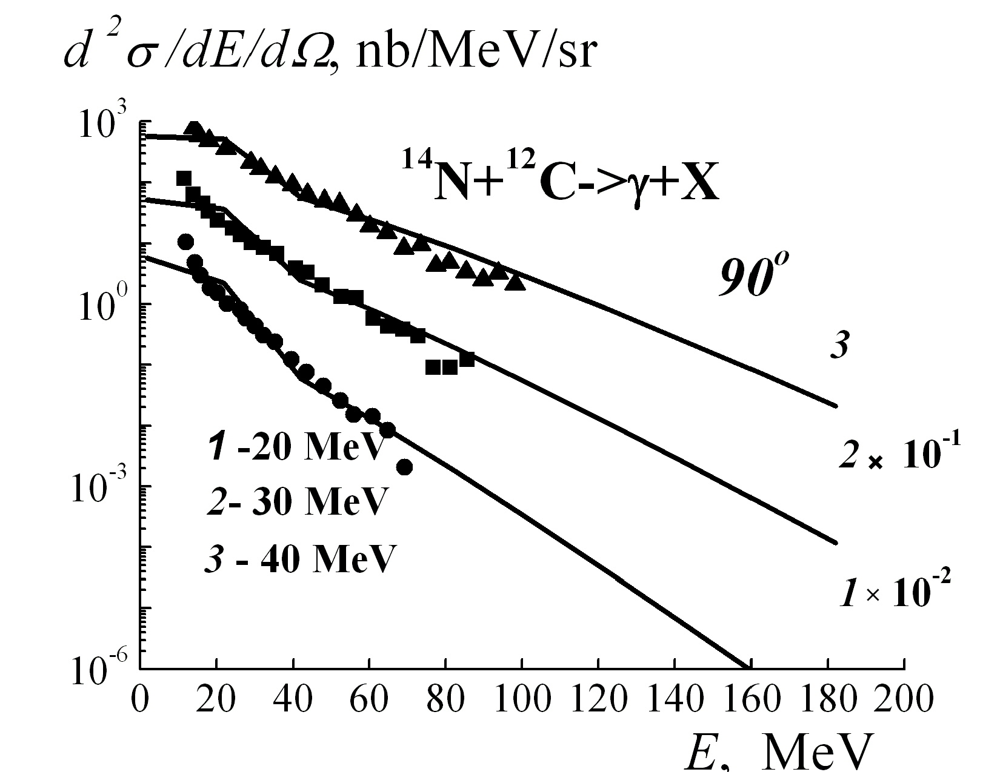 d²σ/dE/dΩ, nb/MeV/sr
10³
¹⁴N+¹²C->γ+X
90º
10⁰
3
1 -20 MeV
2 × 10⁻¹
10⁻³
2- 30 MeV
3 - 40 MeV
1 × 10⁻²
10⁻⁶
0 20 40 60 80 100 120 140 160 180 200
E, MeV